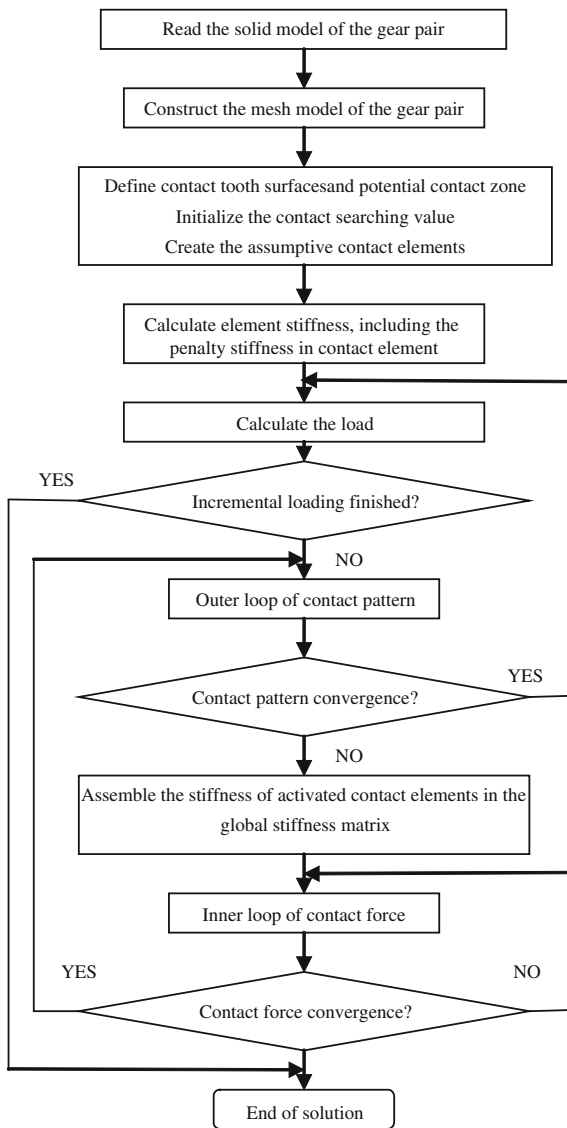 Read the solid model of the gear pair
Construct the mesh model of the gear pair
Define contact tooth surfacesand potential contact zone
Initialize the contact searching value
Create the assumptive contact elements
Calculate element stiffness, including the
penalty stiffness in contact element
Calculate the load
YES
Incremental loading finished?
NO
Outer loop of contact pattern
Contact pattern convergence?
YES
NO
Assemble the stiffness of activated contact elements in the
global stiffness matrix
Inner loop of contact force
YES
NO
Contact force convergence?
End of solution